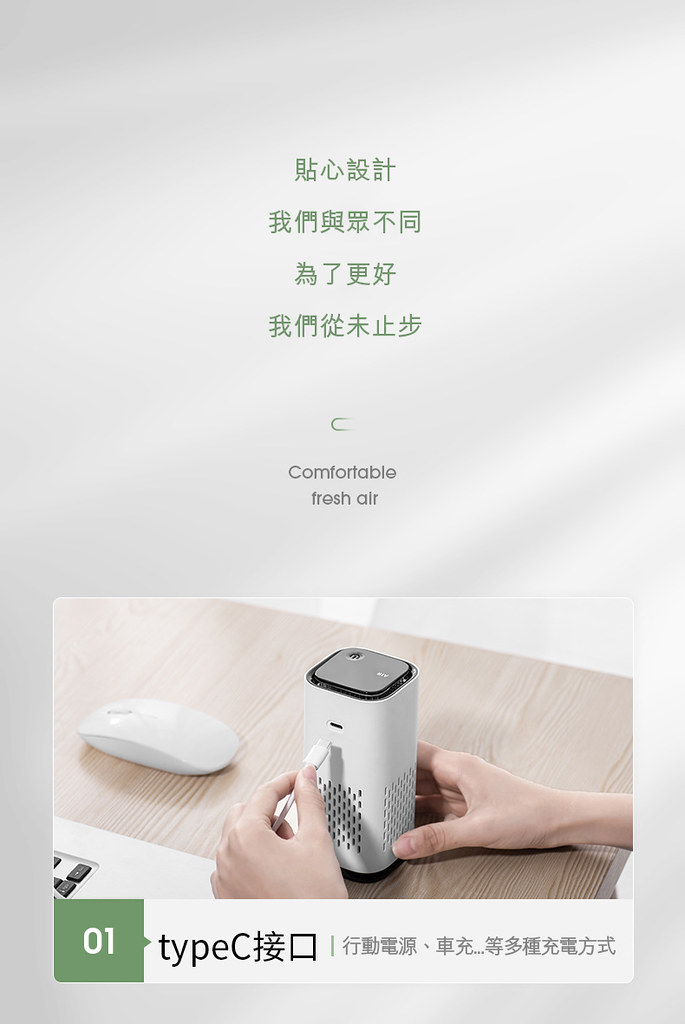 貼心設計
我們與眾不同
為了更好
我們從未止步
Comfortable
fresh air
01
typeC接口 | 行動電源、車充...等多種充電方式